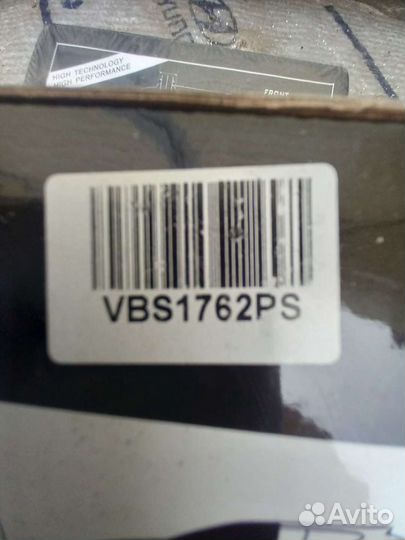 HIGH TECHNOLOGY
HIGH PERFORMANCE
FRONT
VBS1762PS
Avito